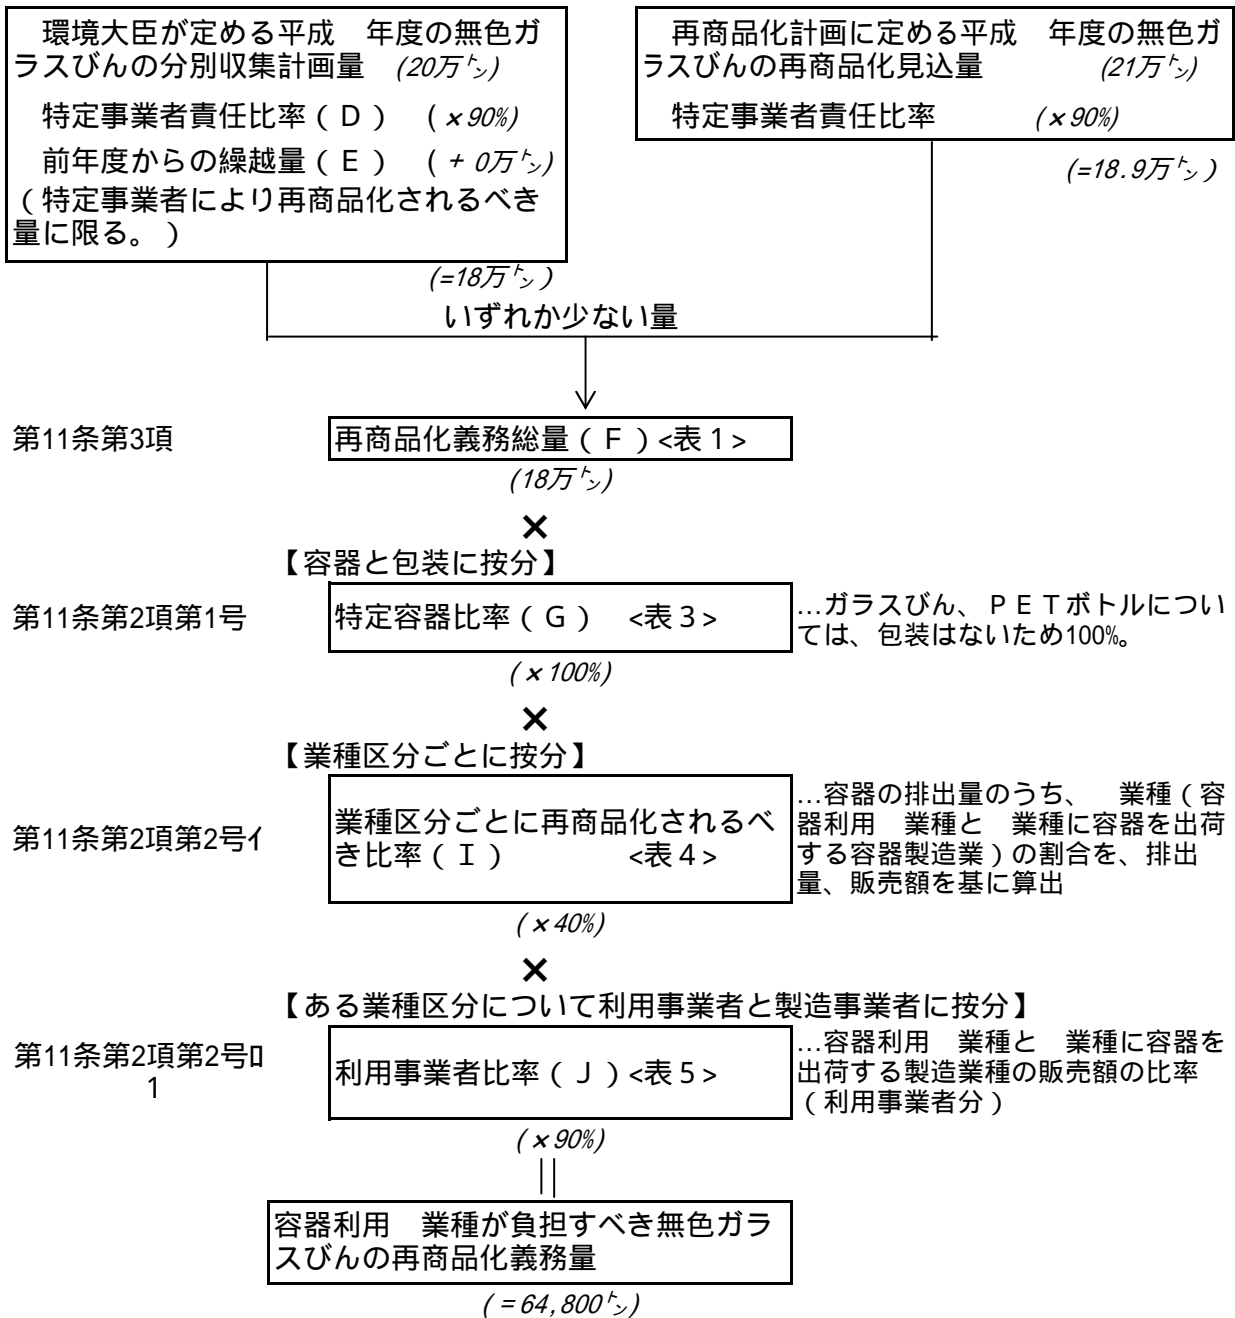 環境大臣が定める平成　年度の無色ガ
ラスびんの分別収集計画量　(20万㌧)
特定事業者責任比率（Ｄ）　(×90%)
前年度からの繰越量（Ｅ）　(+ 0万㌧)
（特定事業者により再商品化されるべき
量に限る。）
(=18万㌧)
再商品化計画に定める平成　年度の無色ガ
ラスびんの再商品化見込量　(21万㌧)
特定事業者責任比率　(×90%)
(=18.9万㌧)
いずれか少ない量
第11条第3項
再商品化義務総量（Ｆ）<表１>
(18万㌧)
×
【容器と包装に按分】
第11条第2項第1号
特定容器比率（Ｇ）　<表３>
…ガラスびん、ＰＥＴボトルについ
ては、包装はないため100%。
(×100%)
×
【業種区分ごとに按分】
第11条第2項第2号ｲ
業種区分ごとに再商品化されるべ
き比率（Ｉ）　<表４>
…容器の排出量のうち、　業種（容
器利用　業種と　業種に容器を出荷
する容器製造業）の割合を、排出
量、販売額を基に算出
(×40%)
×
【ある業種区分について利用事業者と製造事業者に按分】
第11条第2項第2号ﾛ
1
利用事業者比率（Ｊ）<表５>
…容器利用　業種と　業種に容器を
出荷する製造業種の販売額の比率
（利用事業者分）
(×90%)
||
容器利用　業種が負担すべき無色ガラ
スびんの再商品化義務量
(=64,800㌧)